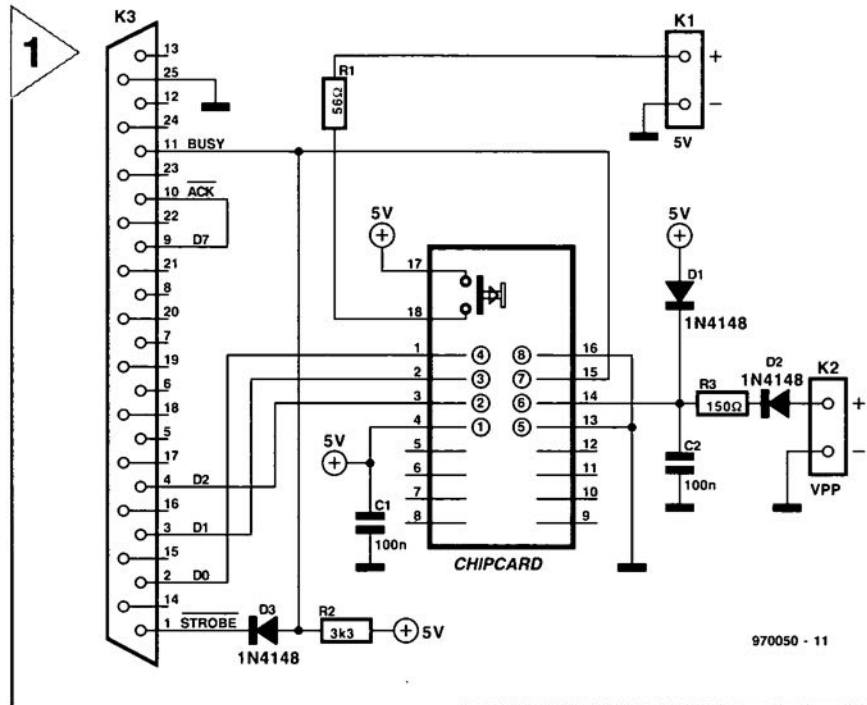 1
K3
13
25
12
24
11 BUSY
23
10 ACK
22
9 D7
21
8
20
7
19
6
18
5
17
4 D2
16
3 D1
15
2 D0
14
1 STROBE
D3
1N4148
R2
3k3
5V
R1
56Ω
K1
+
−
5V
5V
17
18
1
2
3
4
5
6
7
8
4
3
2
1
8
7
6
5
16
15
14
13
12
11
10
9
CHIPCARD
5V
C1
100n
5V
D1
1N4148
R3
150Ω
D2
1N4148
K2
+
−
VPP
C2
100n
970050 - 11